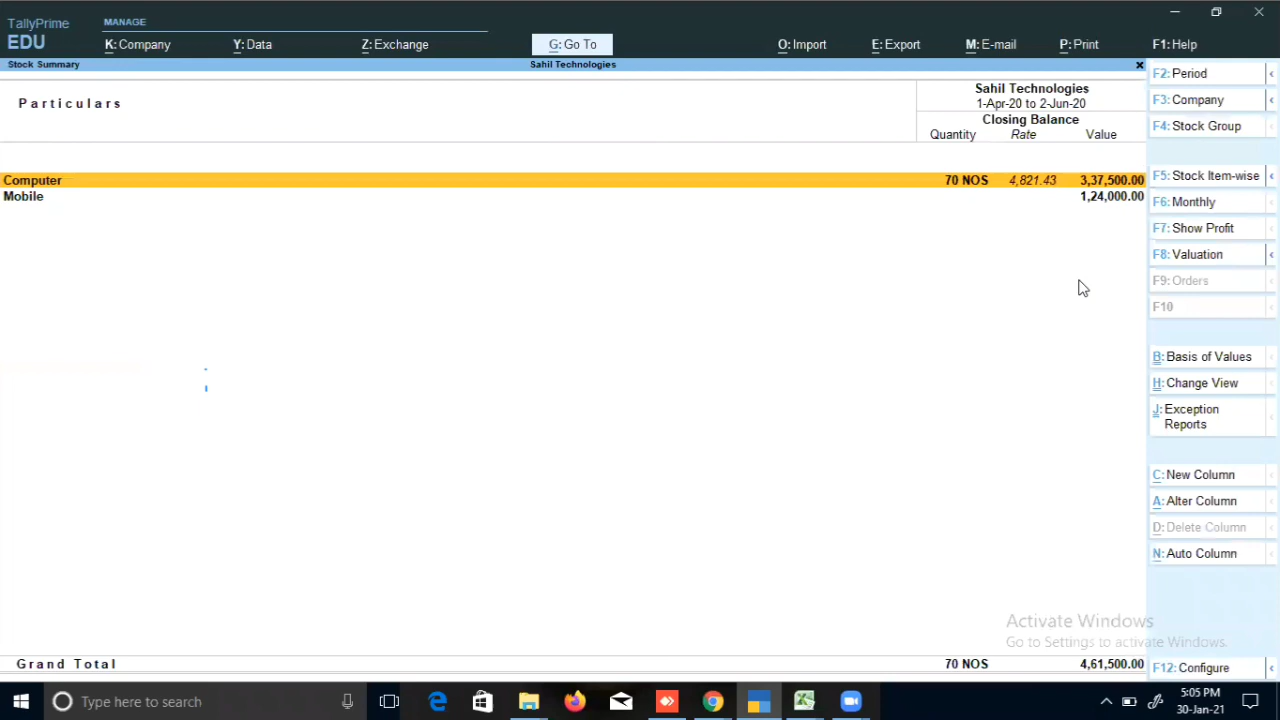 TallyPrime
EDU
MANAGE
K: Company
Y: Data
Z: Exchange
G: Go To
O: Import
E: Export
M: E-mail
P: Print
F1: Help
Stock Summary
Sahil Technologies
Particulars
Sahil Technologies
1-Apr-20 to 2-Jun-20
Closing Balance
Quantity Rate Value
Computer 70 NOS 4,821.43 3,37,500.00
Mobile 1,24,000.00
Grand Total 70 NOS 4,61,500.00
F2: Period
F3: Company
F4: Stock Group
F5: Stock Item-wise
F6: Monthly
F7: Show Profit
F8: Valuation
F9: Orders
F10
B: Basis of Values
H: Change View
J: Exception
Reports
C: New Column
A: Alter Column
D: Delete Column
N: Auto Column
Activate Windows
Go to Settings to activate Windows.
F12: Configure
Type here to search
5:05 PM
30-Jan-21